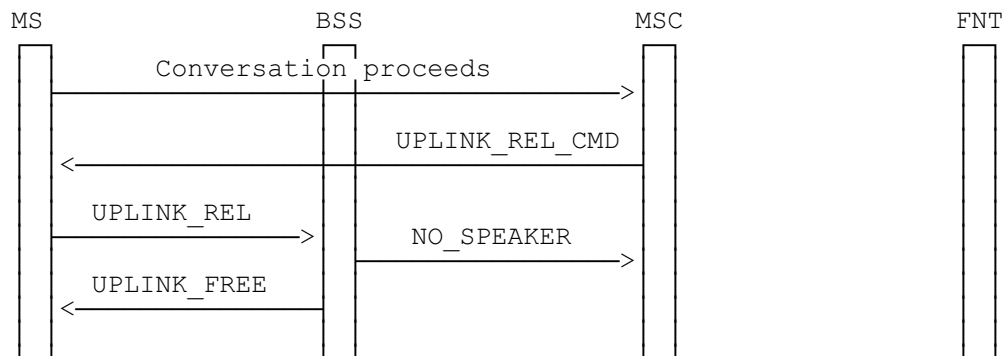 MS BSS MSC FNT
Conversation proceeds
UPLINK_REL_CMD
UPLINK_REL
NO_SPEAKER
UPLINK_FREE